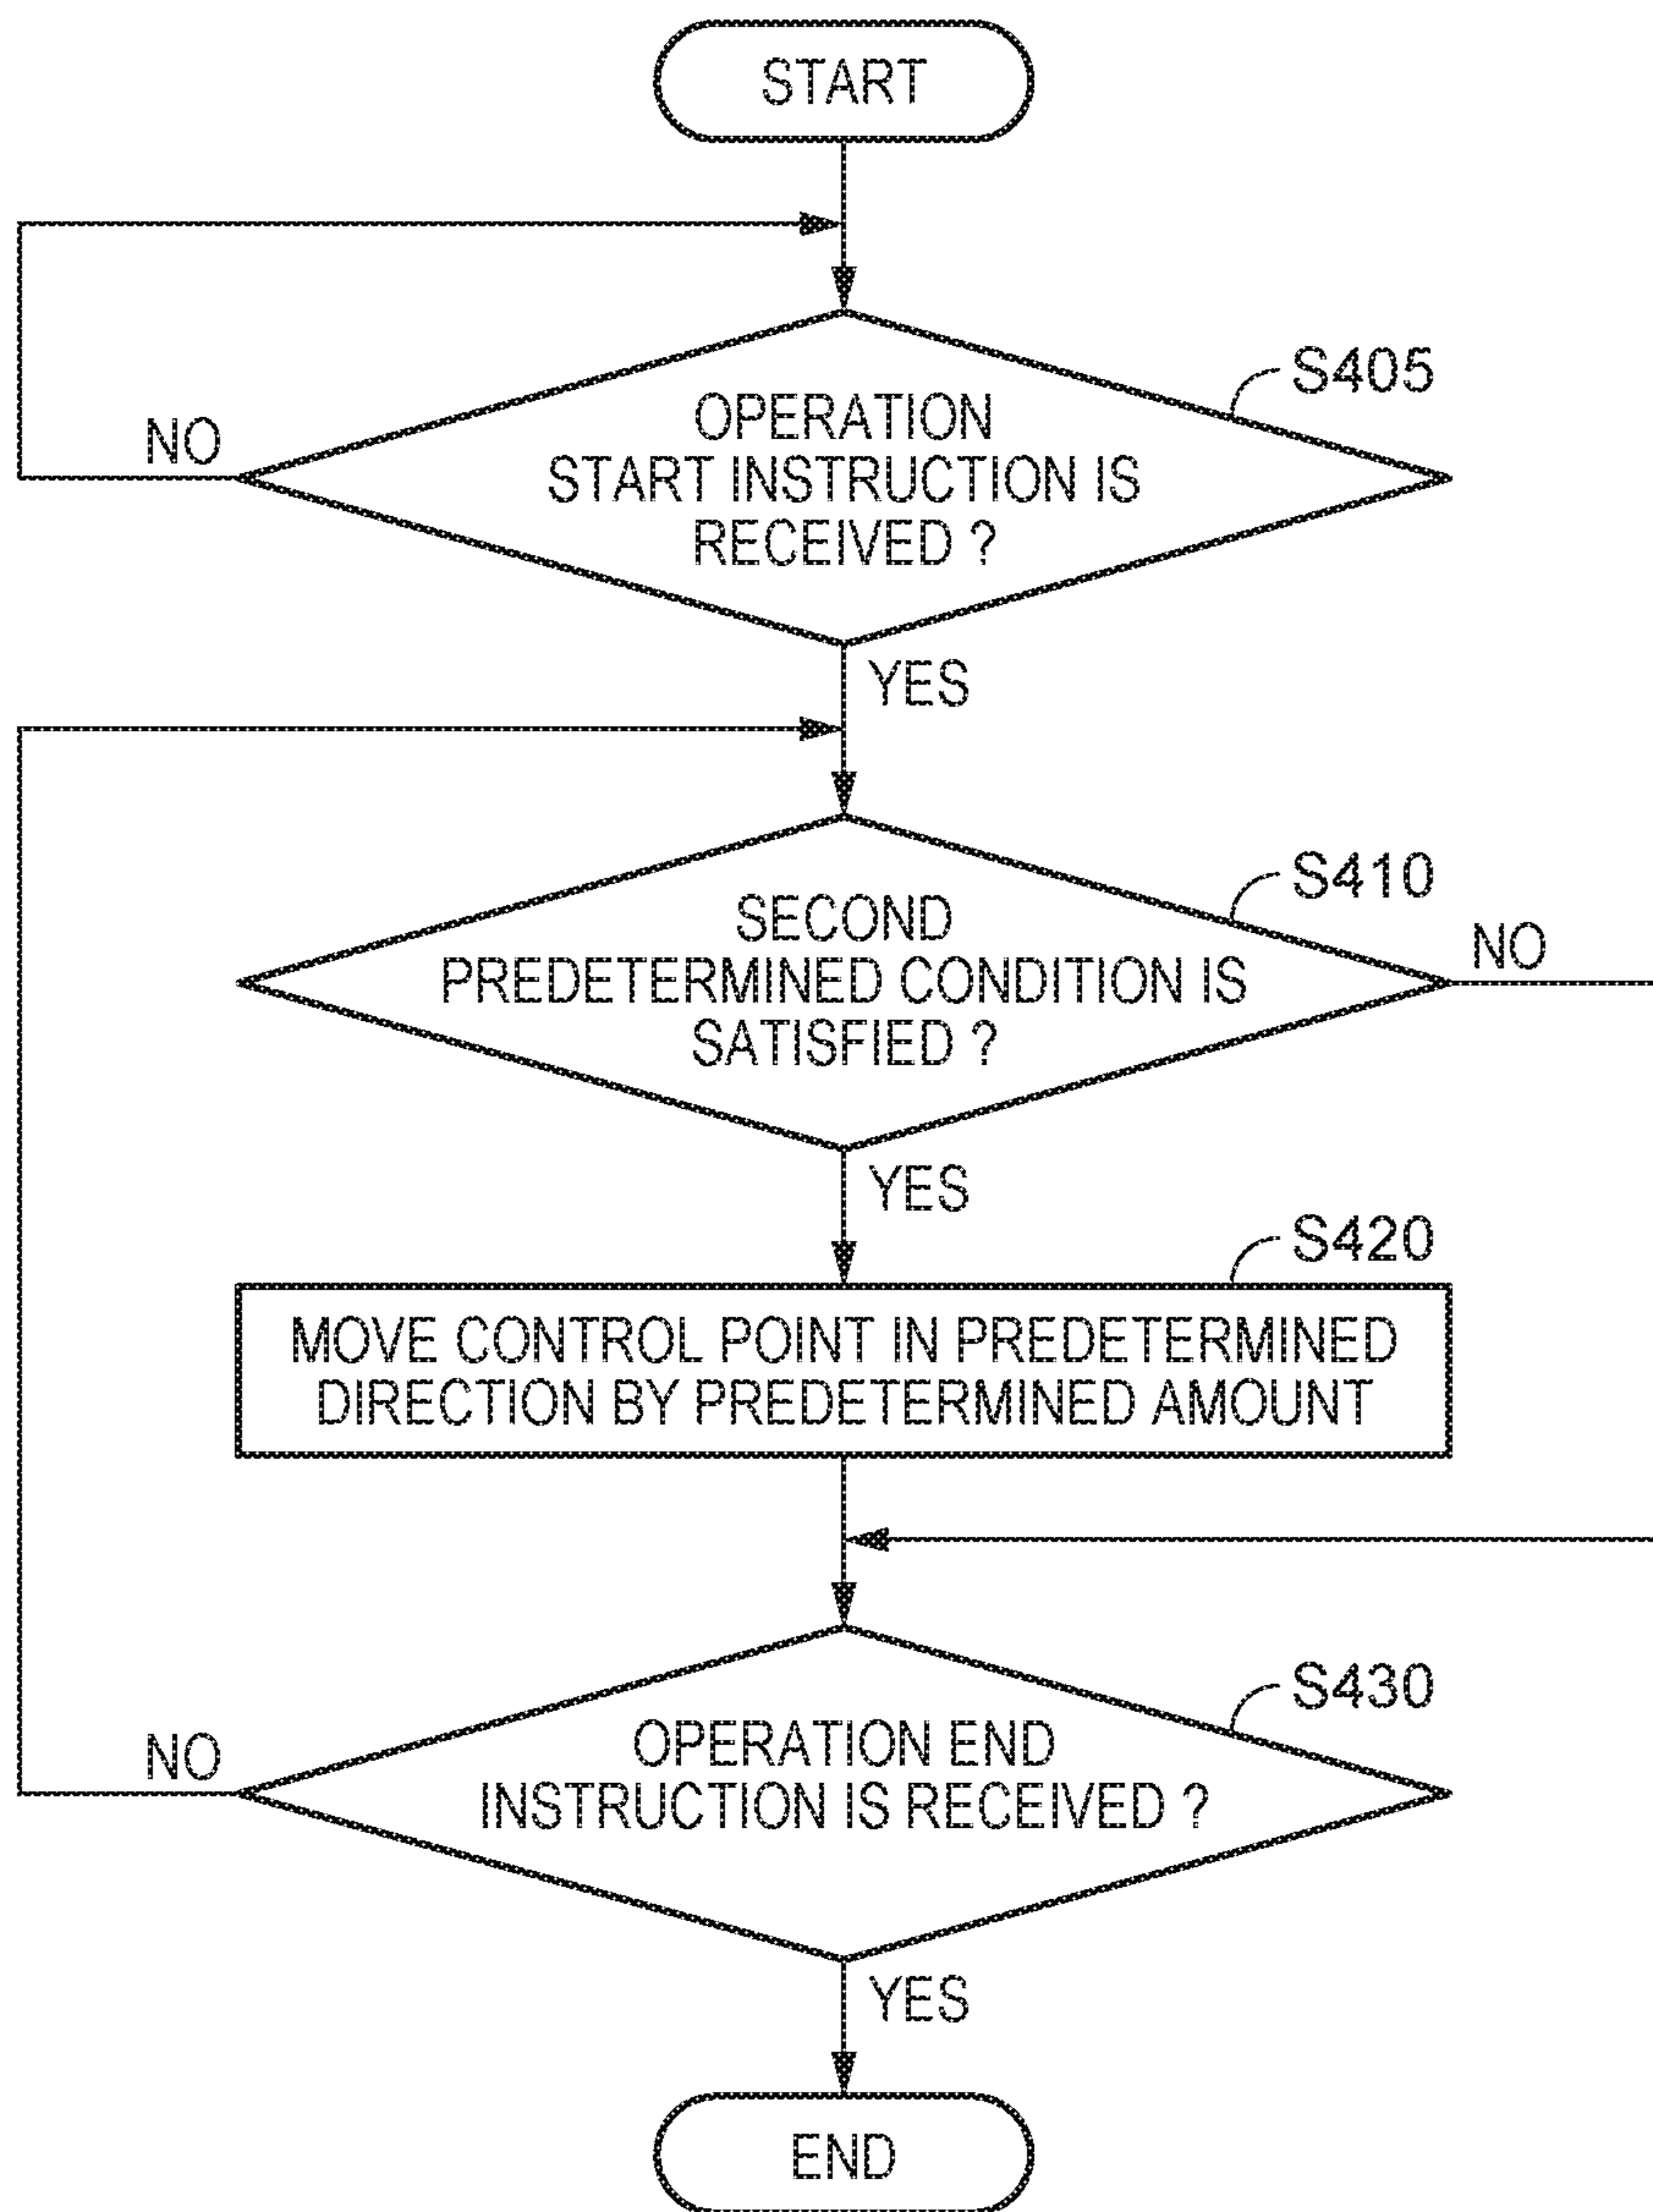 START
S405
OPERATION
START INSTRUCTION IS
RECEIVED ?
NO
YES
S410
SECOND
PREDETERMINED CONDITION IS
SATISFIED ?
NO
YES
S420
MOVE CONTROL POINT IN PREDETERMINED
DIRECTION BY PREDETERMINED AMOUNT
S430
OPERATION END
INSTRUCTION IS RECEIVED ?
NO
YES
END